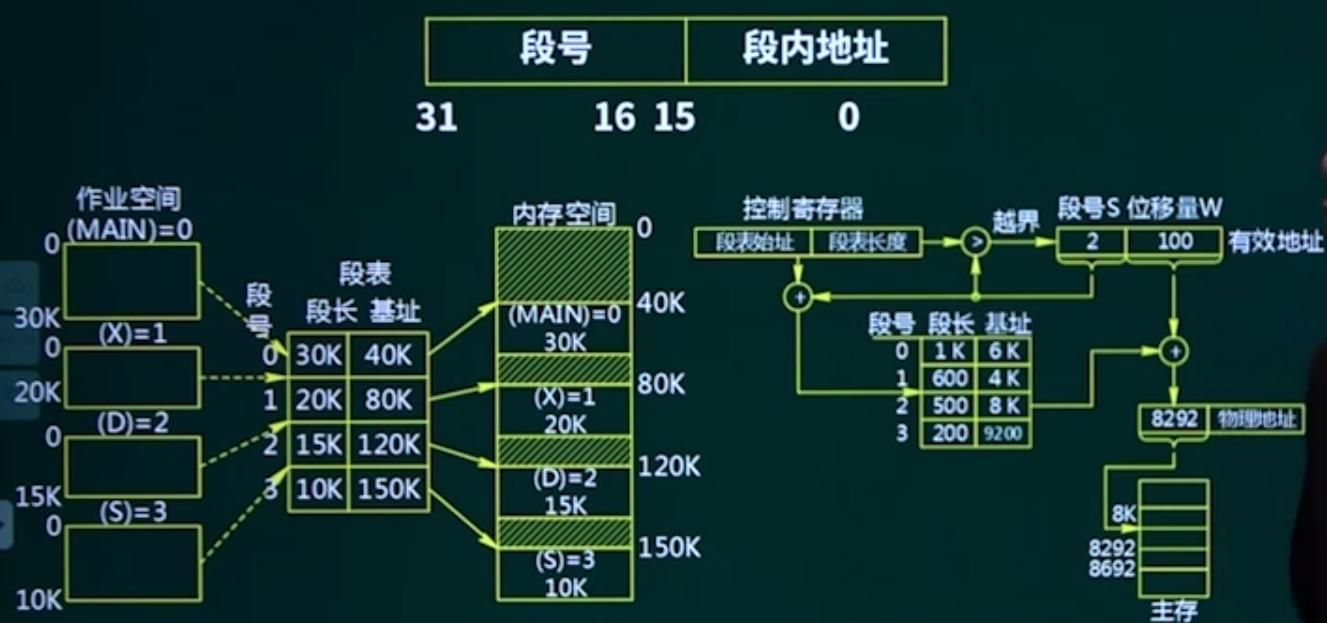 段号 段内地址
31 16 15 0
作业空间
(MAIN)=0
0
30K
(X)=1
0
20K
(D)=2
0
15K
(S)=3
0
10K
段表
段号 段长 基址
0 30K 40K
1 20K 80K
2 15K 120K
3 10K 150K
内存空间
0
40K
(MAIN)=0
30K
80K
(X)=1
20K
120K
(D)=2
15K
150K
(S)=3
10K
控制寄存器
段表始址 段表长度
>
越界
段号S 位移量W
2 100 有效地址
+
段号 段长 基址
0 1K 6K
1 600 4K
2 500 8K
3 200 9200
+
8292 物理地址
8K
8292
8692
主存